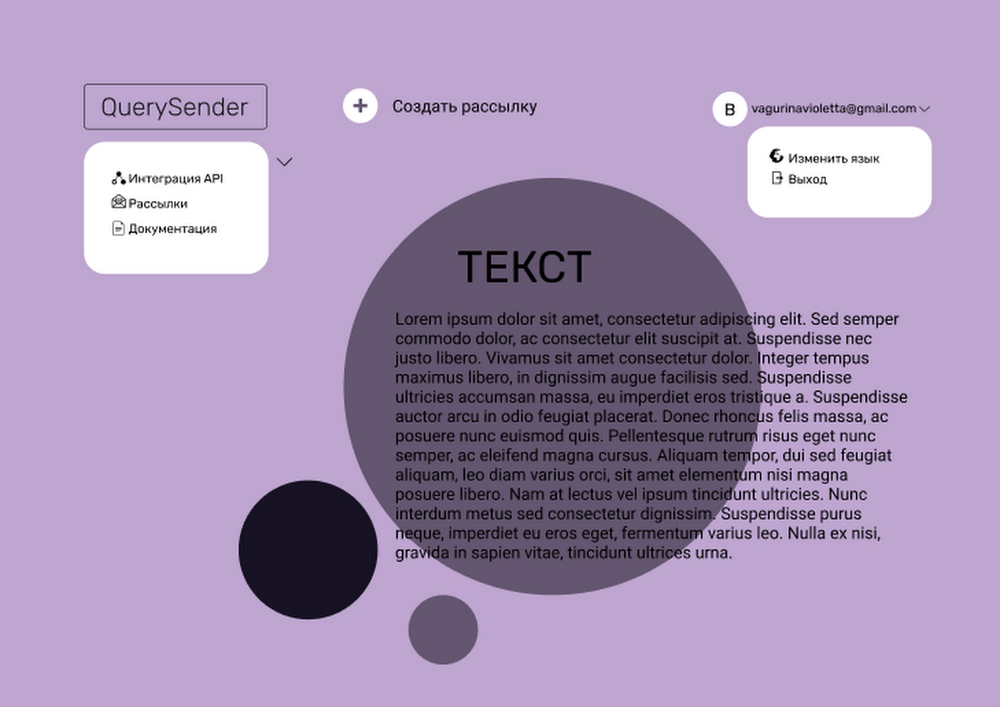 QuerySender
Создать рассылку
B
vagurinavioletta@gmail.com
Интеграция API
Рассылки
Документация
Изменить язык
Выход
ТЕКСТ
Lorem ipsum dolor sit amet, consectetur adipiscing elit. Sed semper
commodo dolor, ac consectetur elit suscipit at. Suspendisse nec
justo libero. Vivamus sit amet consectetur dolor. Integer tempus
maximus libero, in dignissim augue facilisis sed. Suspendisse
ultricies accumsan massa, eu imperdiet eros tristique a. Suspendisse
auctor arcu in odio feugiat placerat. Donec rhoncus felis massa, ac
posuere nunc euismod quis. Pellentesque rutrum risus eget nunc
semper, ac eleifend magna cursus. Aliquam tempor, dui sed feugiat
aliquam, leo diam varius orci, sit amet elementum nisi magna
posuere libero. Nam at lectus vel ipsum tincidunt ultricies. Nunc
interdum metus sed consectetur dignissim. Suspendisse purus
neque, imperdiet eu eros eget, fermentum varius leo. Nulla ex nisi,
gravida in sapien vitae, tincidunt ultrices urna.